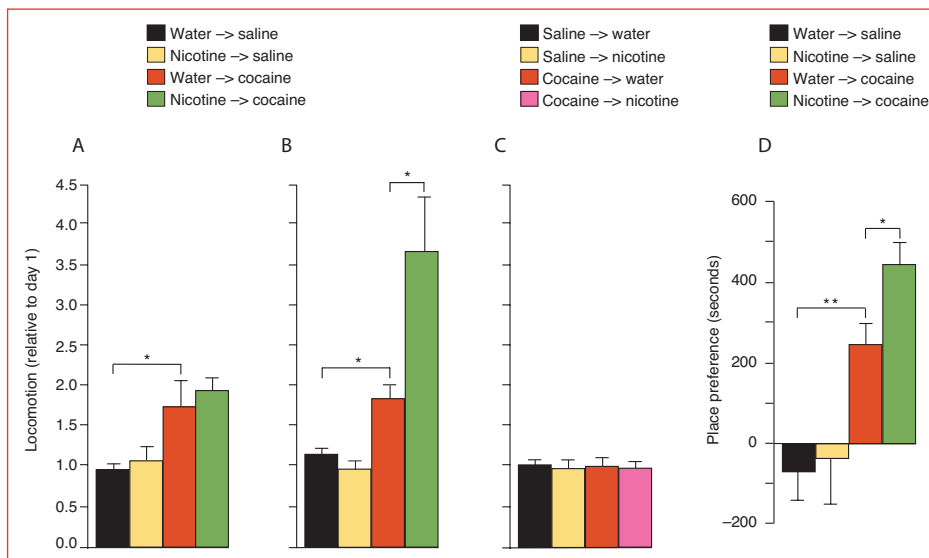 Water –> saline
Nicotine –> saline
Water –> cocaine
Nicotine –> cocaine
Saline –> water
Saline –> nicotine
Cocaine –> water
Cocaine –> nicotine
Water –> saline
Nicotine –> saline
Water –> cocaine
Nicotine –> cocaine
A
B
C
D
Locomotion (relative to day 1)
4.5
4.0
3.5
3.0
2.5
2.0
1.5
1.0
0.5
0.0
*
*
*
Place preference (seconds)
600
400
200
0
–200
**
*